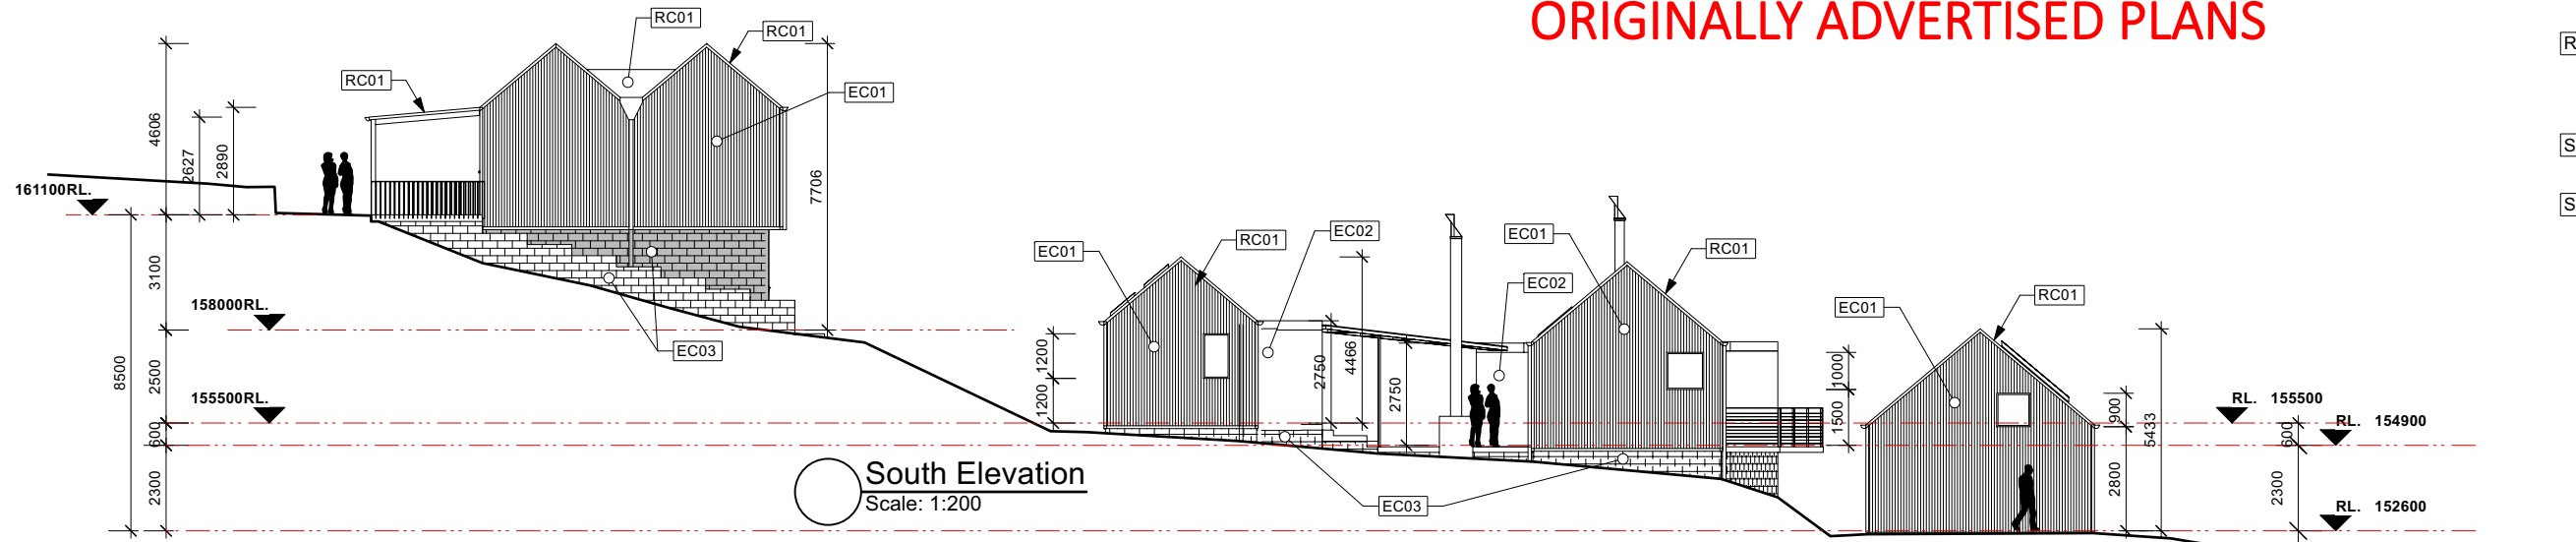 ORIGINALLY ADVERTISED PLANS
RC01
RC01
RC01
EC01
4606
2627
2890
7706
161100RL.
3100
158000RL.
EC03
8500
2500
155500RL.
600
2300
South Elevation
Scale: 1:200
EC01
RC01
EC02
EC01
RC01
EC02
1200
1200
2750
4466
2750
1000
1500
EC03
EC01
RC01
900
2800
5433
RL. 155500
RL. 154900
600
2300
RL. 152600
R
S
S